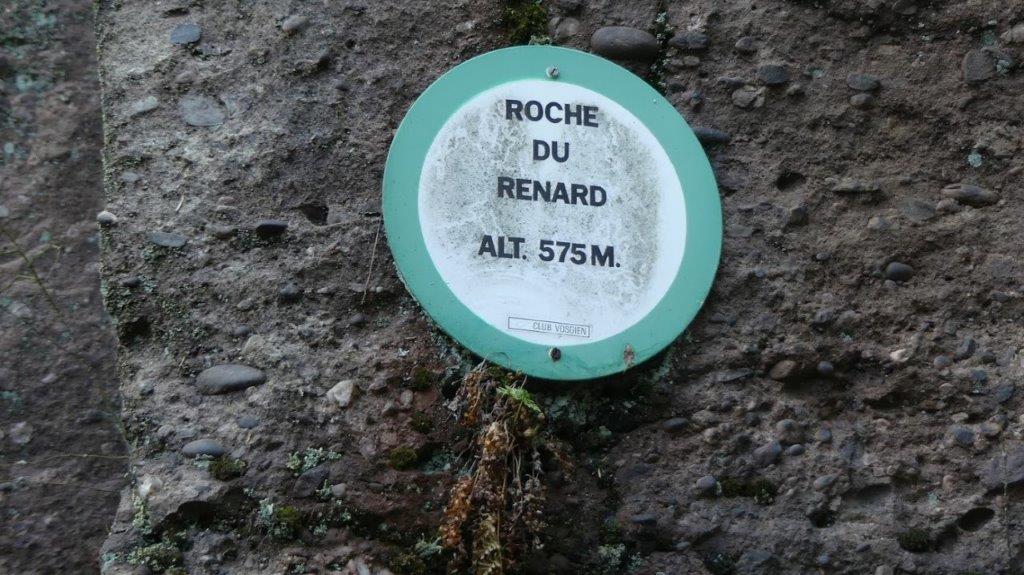 ROCHE
DU
RENARD
ALT. 575 M.
CLUB VOSGIEN